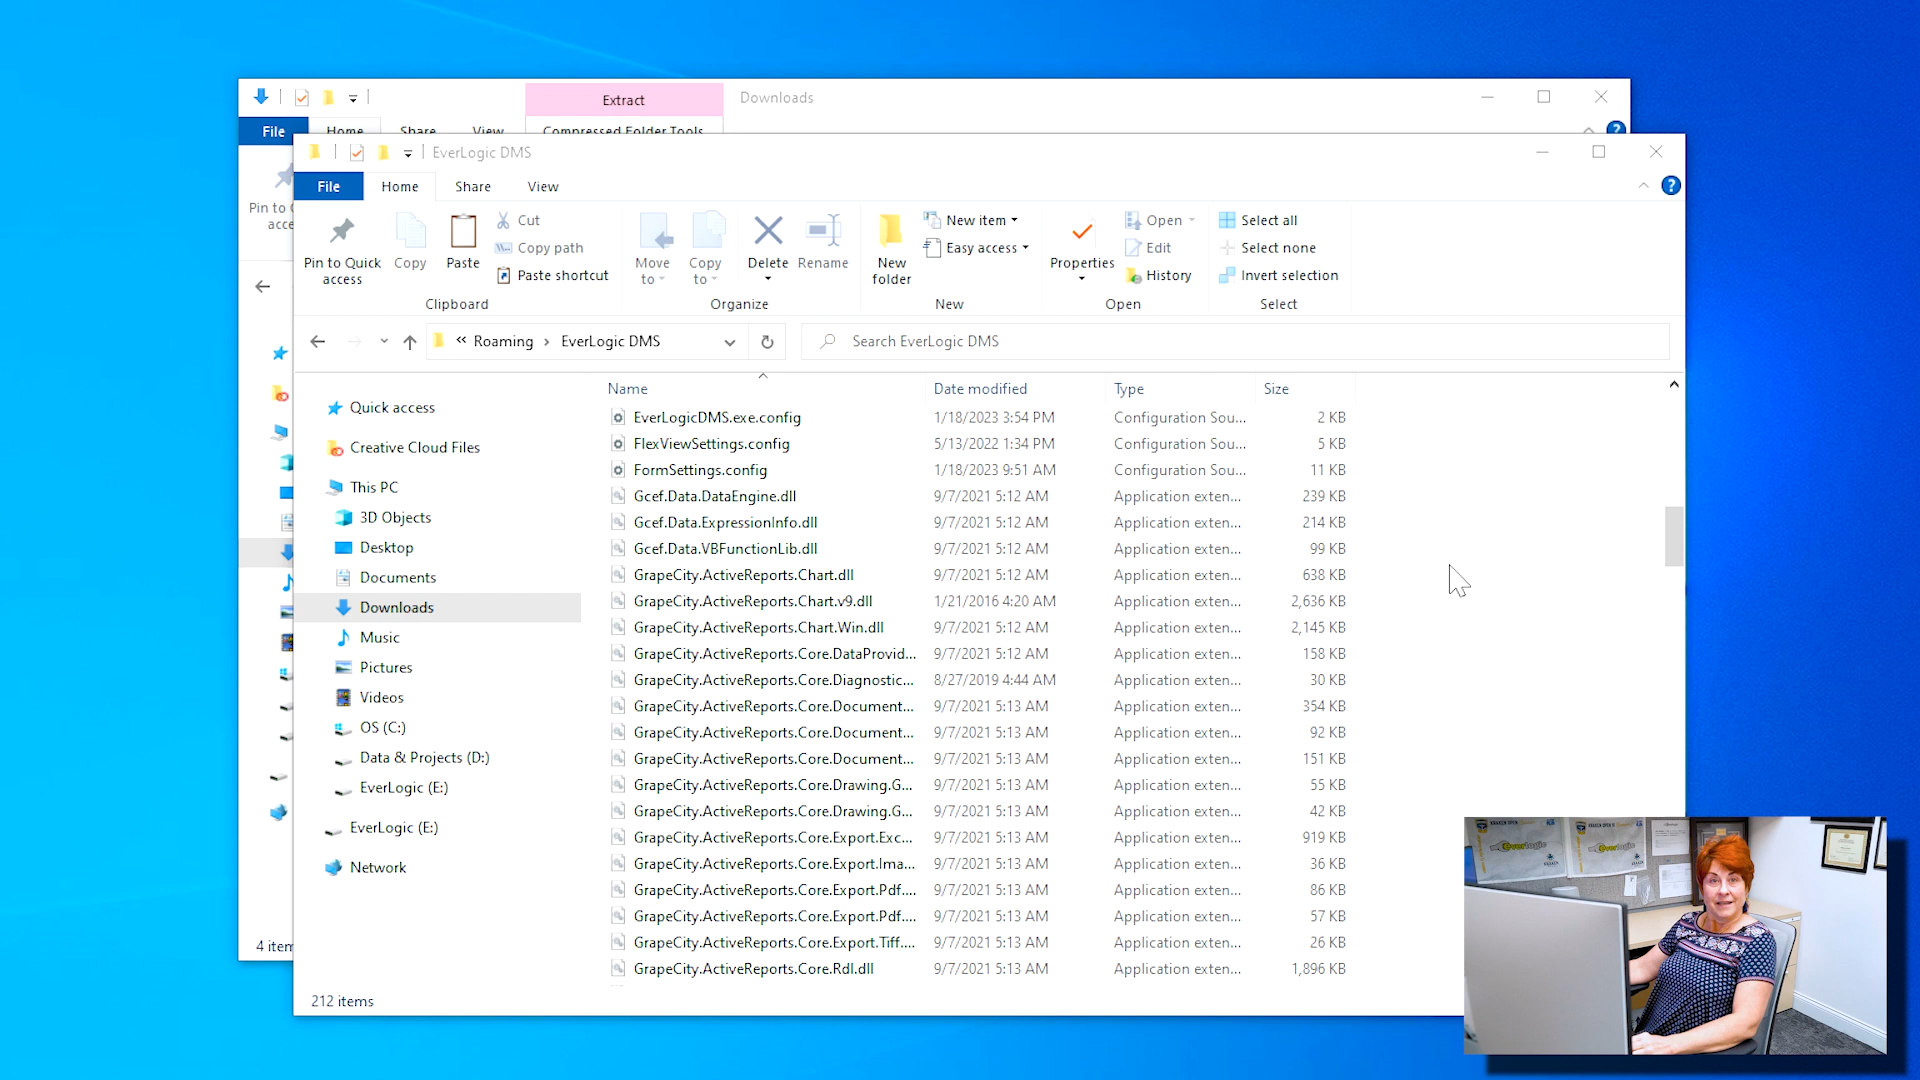 Extract
Downloads
File
Home
Share
View
Compressed Folder Tools
EverLogic DMS
File
Home
Share
View
Pin to Quick access
Copy
Paste
Cut
Copy path
Paste shortcut
Move to
Copy to
Delete
Rename
New folder
New item
Easy access
Properties
Open
Edit
History
Select all
Select none
Invert selection
Clipboard
Organize
New
Open
Select
Pin to
acce
« Roaming › EverLogic DMS
Search EverLogic DMS
Quick access
Creative Cloud Files
This PC
3D Objects
Desktop
Documents
Downloads
Music
Pictures
Videos
OS (C:)
Data & Projects (D:)
EverLogic (E:)
EverLogic (E:)
Network
Name Date modified Type Size
EverLogicDMS.exe.config 1/18/2023 3:54 PM Configuration Sou... 2 KB
FlexViewSettings.config 5/13/2022 1:34 PM Configuration Sou... 5 KB
FormSettings.config 1/18/2023 9:51 AM Configuration Sou... 11 KB
Gcef.Data.DataEngine.dll 9/7/2021 5:12 AM Application exten... 239 KB
Gcef.Data.ExpressionInfo.dll 9/7/2021 5:12 AM Application exten... 214 KB
Gcef.Data.VBFunctionLib.dll 9/7/2021 5:12 AM Application exten... 99 KB
GrapeCity.ActiveReports.Chart.dll 9/7/2021 5:12 AM Application exten... 638 KB
GrapeCity.ActiveReports.Chart.v9.dll 1/21/2016 4:20 AM Application exten... 2,636 KB
GrapeCity.ActiveReports.Chart.Win.dll 9/7/2021 5:12 AM Application exten... 2,145 KB
GrapeCity.ActiveReports.Core.DataProvid... 9/7/2021 5:12 AM Application exten... 158 KB
GrapeCity.ActiveReports.Core.Diagnostic... 8/27/2019 4:44 AM Application exten... 30 KB
GrapeCity.ActiveReports.Core.Document... 9/7/2021 5:13 AM Application exten... 354 KB
GrapeCity.ActiveReports.Core.Document... 9/7/2021 5:13 AM Application exten... 92 KB
GrapeCity.ActiveReports.Core.Document... 9/7/2021 5:13 AM Application exten... 151 KB
GrapeCity.ActiveReports.Core.Drawing.G... 9/7/2021 5:13 AM Application exten... 55 KB
GrapeCity.ActiveReports.Core.Drawing.G... 9/7/2021 5:13 AM Application exten... 42 KB
GrapeCity.ActiveReports.Core.Export.Exc... 9/7/2021 5:13 AM Application exten... 919 KB
GrapeCity.ActiveReports.Core.Export.Ima... 9/7/2021 5:13 AM Application exten... 36 KB
GrapeCity.ActiveReports.Core.Export.Pdf.... 9/7/2021 5:13 AM Application exten... 86 KB
GrapeCity.ActiveReports.Core.Export.Pdf.... 9/7/2021 5:13 AM Application exten... 57 KB
GrapeCity.ActiveReports.Core.Export.Tiff.... 9/7/2021 5:13 AM Application exten... 26 KB
GrapeCity.ActiveReports.Core.Rdl.dll 9/7/2021 5:13 AM Application exten... 1,896 KB
4 item
212 items